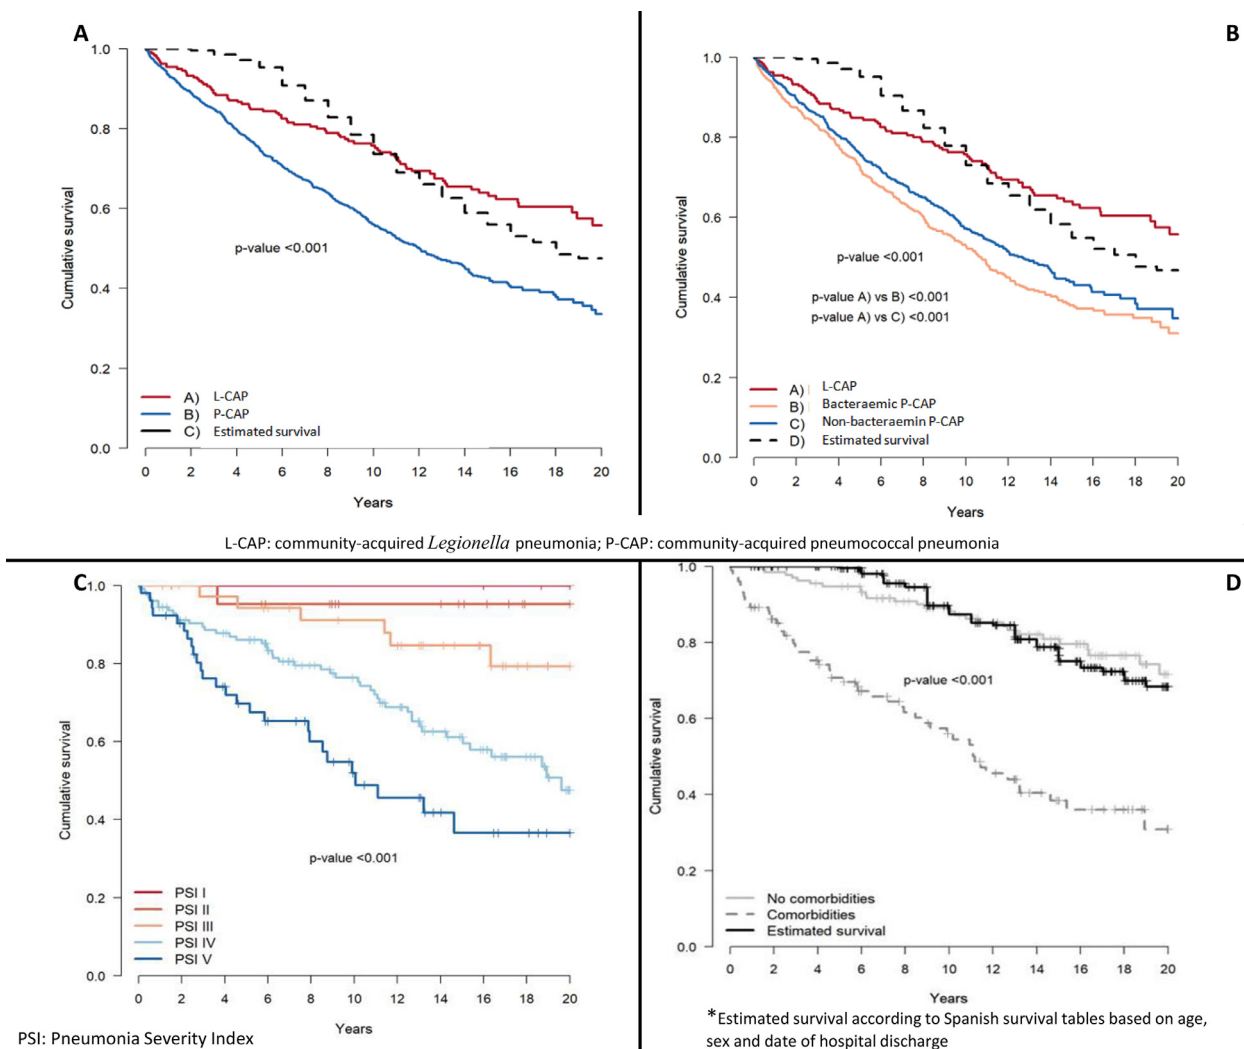 A
1.0
0.8
0.6
0.4
0.2
0.0
Cumulative survival
p-value <0.001
A) L-CAP
B) P-CAP
C) Estimated survival
0 2 4 6 8 10 12 14 16 18 20
Years
B
1.0
0.8
0.6
0.4
0.2
0.0
Cumulative survival
p-value <0.001
p-value A) vs B) <0.001
p-value A) vs C) <0.001
A) L-CAP
B) Bacteraemic P-CAP
C) Non-bacteraemin P-CAP
D) Estimated survival
0 2 4 6 8 10 12 14 16 18 20
Years
L-CAP: community-acquired Legionella pneumonia; P-CAP: community-acquired pneumococcal pneumonia
C
1.0
0.8
0.6
0.4
0.2
0.0
Cumulative survival
p-value <0.001
PSI I
PSI II
PSI III
PSI IV
PSI V
0 2 4 6 8 10 12 14 16 18 20
Years
PSI: Pneumonia Severity Index
D
1.0
0.8
0.6
0.4
0.2
0.0
Cumulative survival
p-value <0.001
No comorbidities
Comorbidities
Estimated survival
0 2 4 6 8 10 12 14 16 18 20
Years
*Estimated survival according to Spanish survival tables based on age,
sex and date of hospital discharge